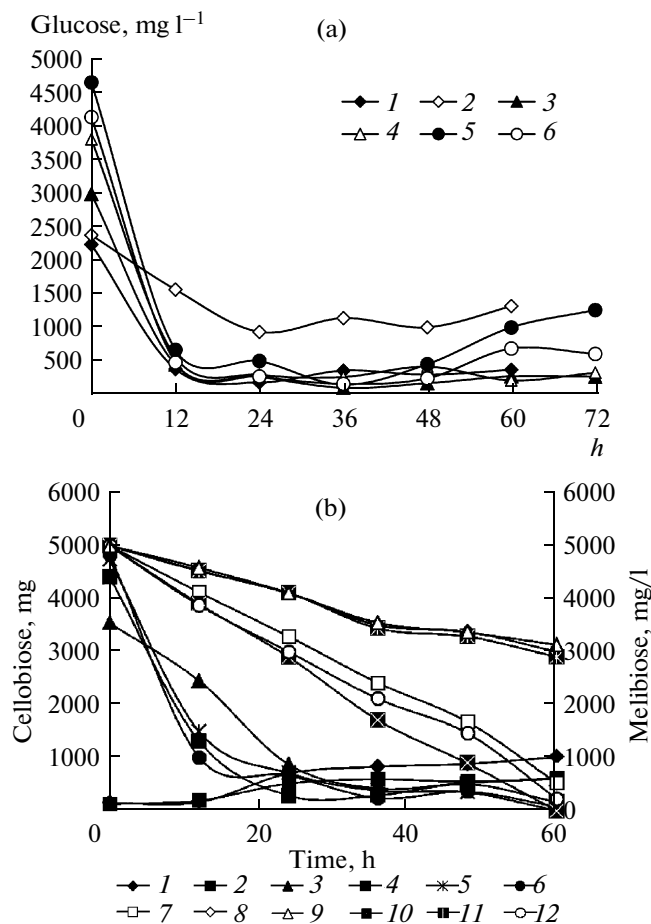 Glucose, mg l⁻¹
(a)
5000
4500
4000
3500
3000
2500
2000
1500
1000
500
1 2 3
4 5 6
0 12 24 36 48 60 72
h
(b)
6000 6000
5000 5000
4000 4000
3000 3000
2000 2000
1000 1000
0
Cellobiose, mg
Melibiose, mg/l
0 20 40 60
Time, h
1 2 3 4 5 6
7 8 9 10 11 12